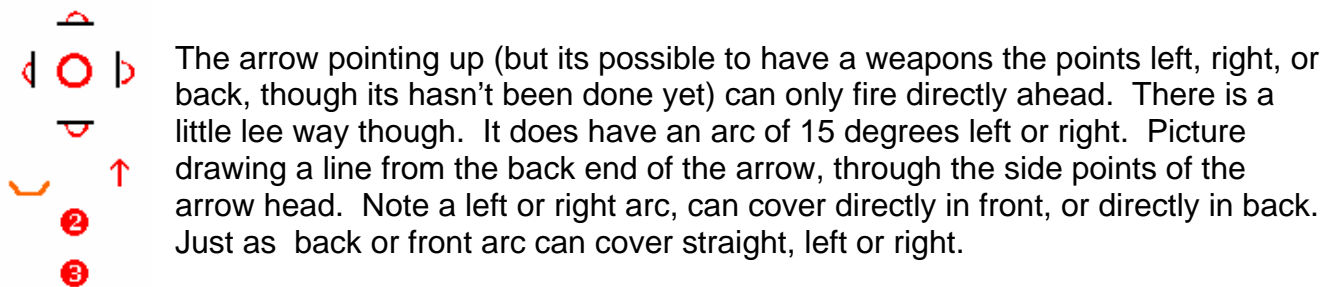 The arrow pointing up (but its possible to have a weapons the points left, right, or
back, though its hasn't been done yet) can only fire directly ahead.  There is a
little lee way though.  It does have an arc of 15 degrees left or right.  Picture
drawing a line from the back end of the arrow, through the side points of the
arrow head.  Note a left or right arc, can cover directly in front, or directly in back.
Just as  back or front arc can cover straight, left or right.
2
3